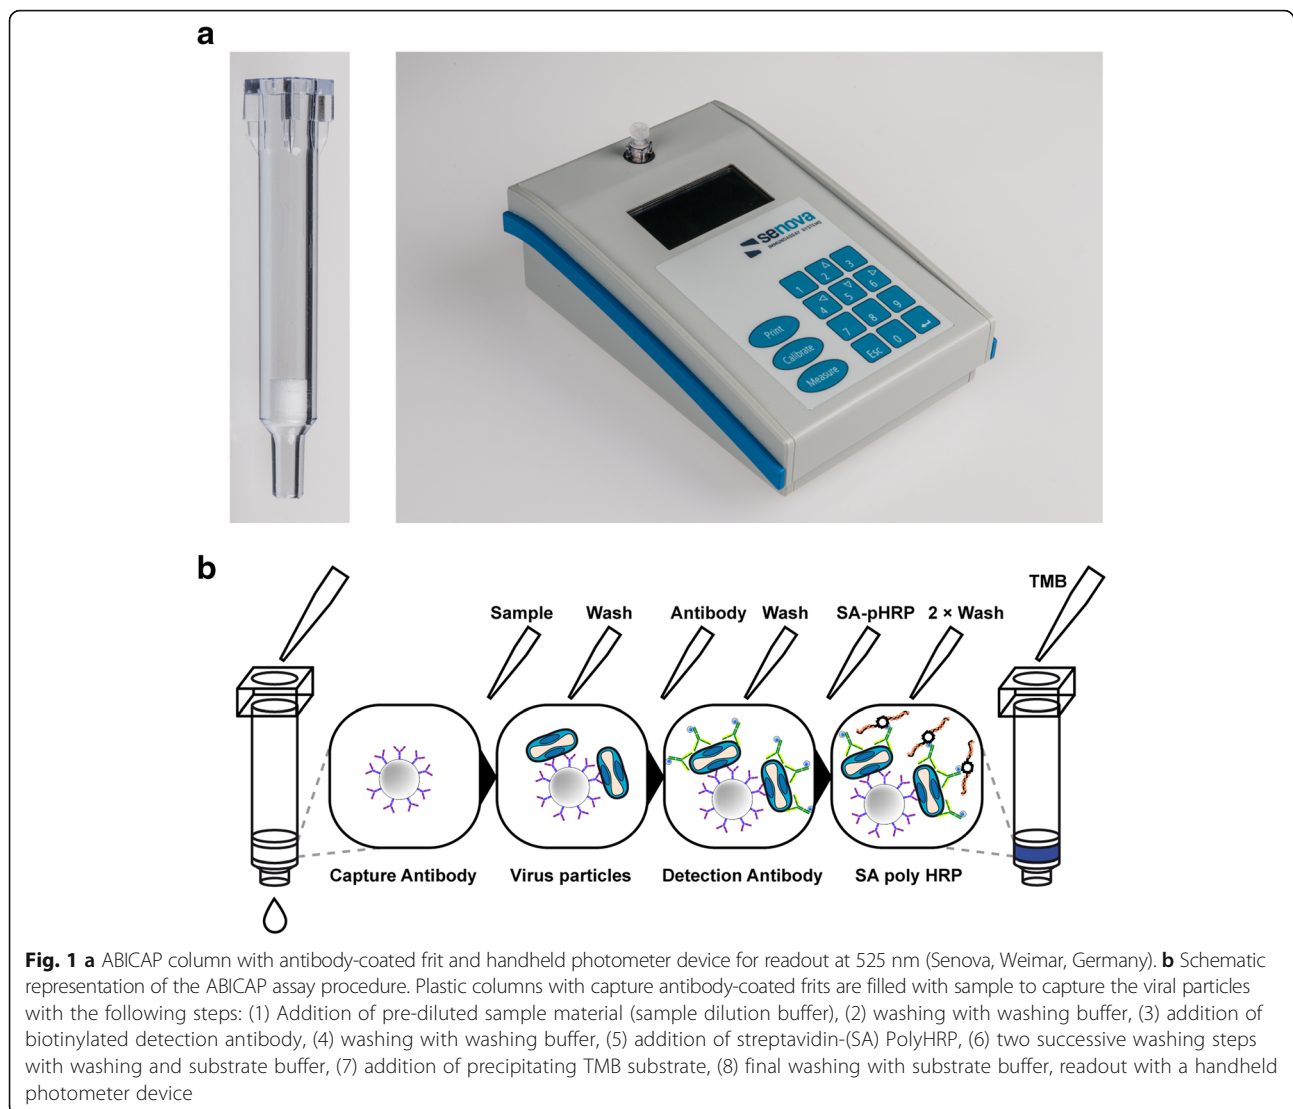 a
senova
IMMUNOASSAY SYSTEMS
1 2 3
4 5 6
7 8 9
Esc 0
Print
Calibrate
Measure
b
TMB
Sample Wash Antibody Wash SA-pHRP 2 × Wash
Capture Antibody Virus particles Detection Antibody SA poly HRP
Fig. 1 a ABICAP column with antibody-coated frit and handheld photometer device for readout at 525 nm (Senova, Weimar, Germany). b Schematic
representation of the ABICAP assay procedure. Plastic columns with capture antibody-coated frits are filled with sample to capture the viral particles
with the following steps: (1) Addition of pre-diluted sample material (sample dilution buffer), (2) washing with washing buffer, (3) addition of
biotinylated detection antibody, (4) washing with washing buffer, (5) addition of streptavidin-(SA) PolyHRP, (6) two successive washing steps
with washing and substrate buffer, (7) addition of precipitating TMB substrate, (8) final washing with substrate buffer, readout with a handheld
photometer device